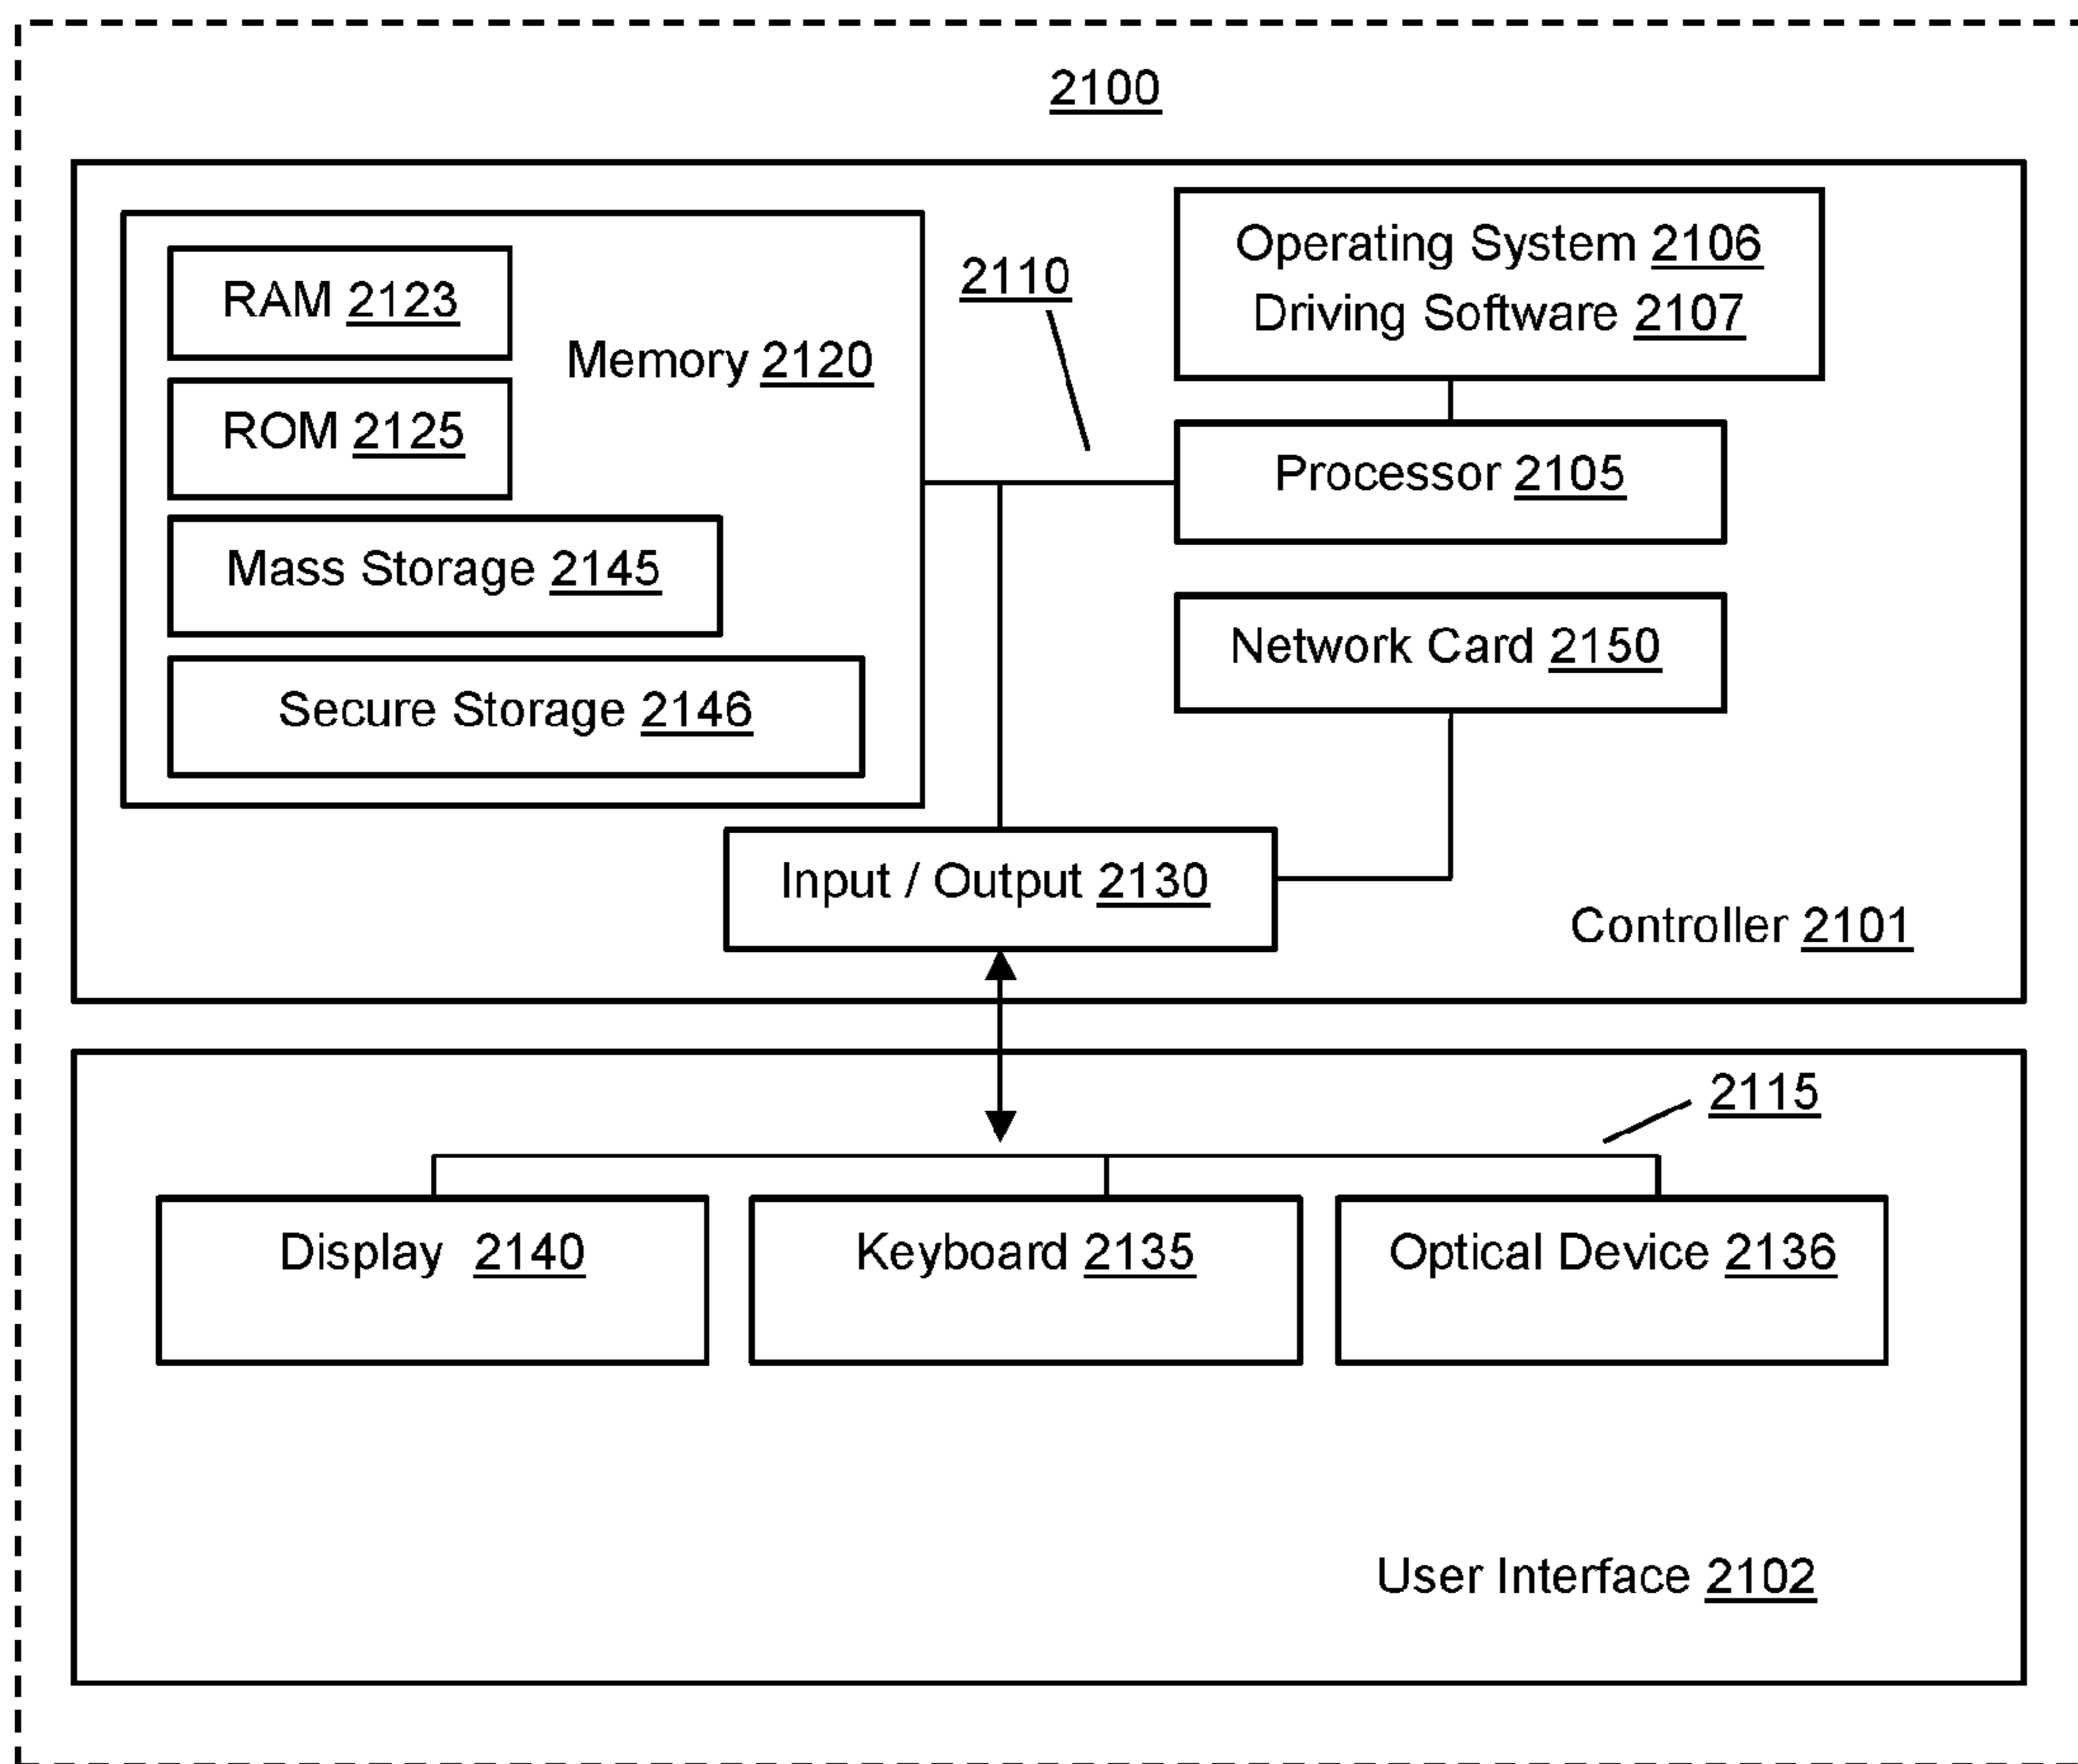 2100
Operating System 2106
Driving Software 2107
2110
RAM 2123
Memory 2120
ROM 2125
Processor 2105
Mass Storage 2145
Network Card 2150
Secure Storage 2146
Input / Output 2130
Controller 2101
2115
Display 2140
Keyboard 2135
Optical Device 2136
User Interface 2102